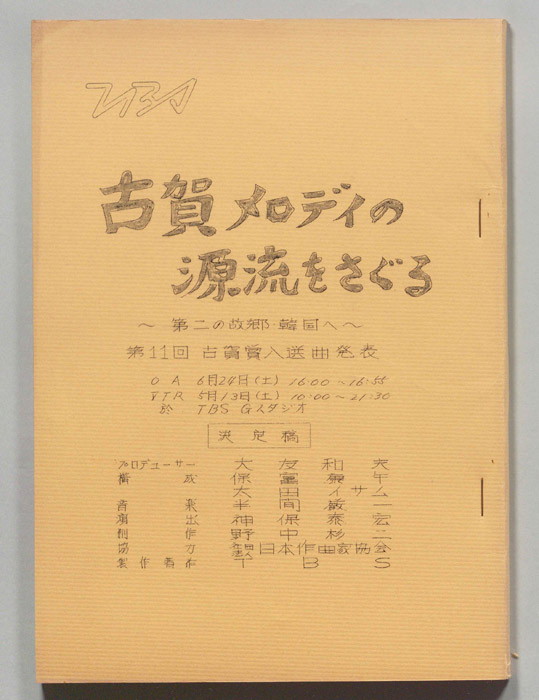 TBS
古賀メロディの
源流をさぐる
～第二の故郷 韓国へ～
第11回 古賀賞入選曲発表
O A 6月24日(土) 16:00～16:55
VTR 5月13日(土) 10:00～21:30
於 TBS Gスタジオ
決定稿
プロデューサー 大友和夫
構成 保富
大田イサム
音楽 半間巌一
演出 神保泰宏
制作 野中杉二
協力 日本作曲家協会
製作著作 TBS